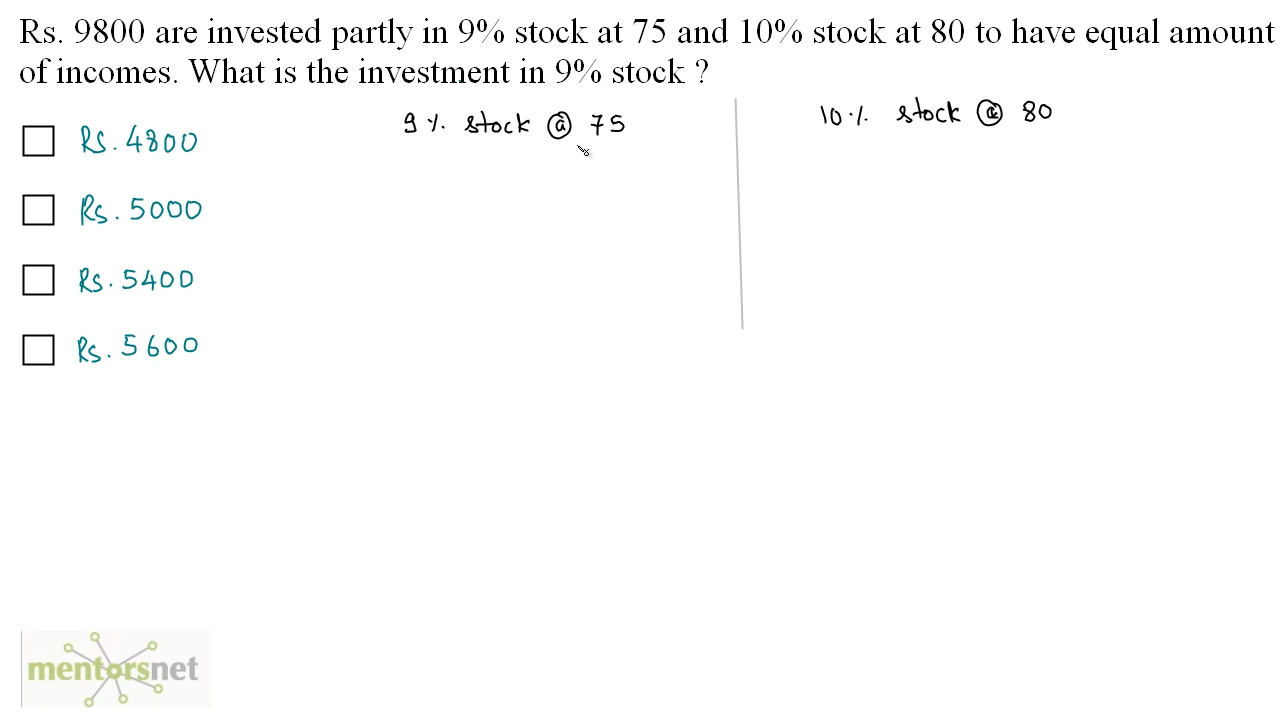 Rs. 9800 are invested partly in 9% stock at 75 and 10% stock at 80 to have equal amount
of incomes. What is the investment in 9% stock ?
9 %. stock @ 75
10 %. stock @ 80
Rs. 4800
Rs. 5000
Rs. 5400
Rs. 5600
mentorsnet